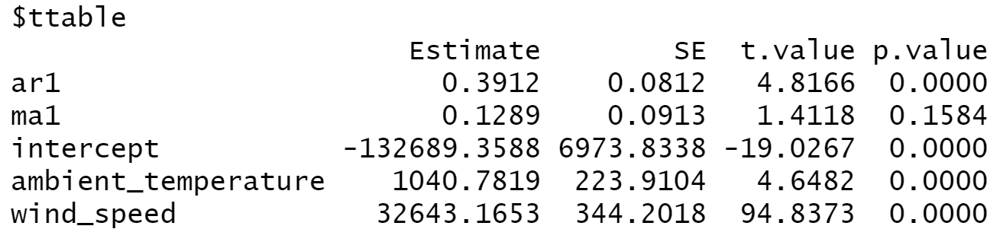 $ttable
Estimate SE t.value p.value
ar1 0.3912 0.0812 4.8166 0.0000
ma1 0.1289 0.0913 1.4118 0.1584
intercept -132689.3588 6973.8338 -19.0267 0.0000
ambient_temperature 1040.7819 223.9104 4.6482 0.0000
wind_speed 32643.1653 344.2018 94.8373 0.0000